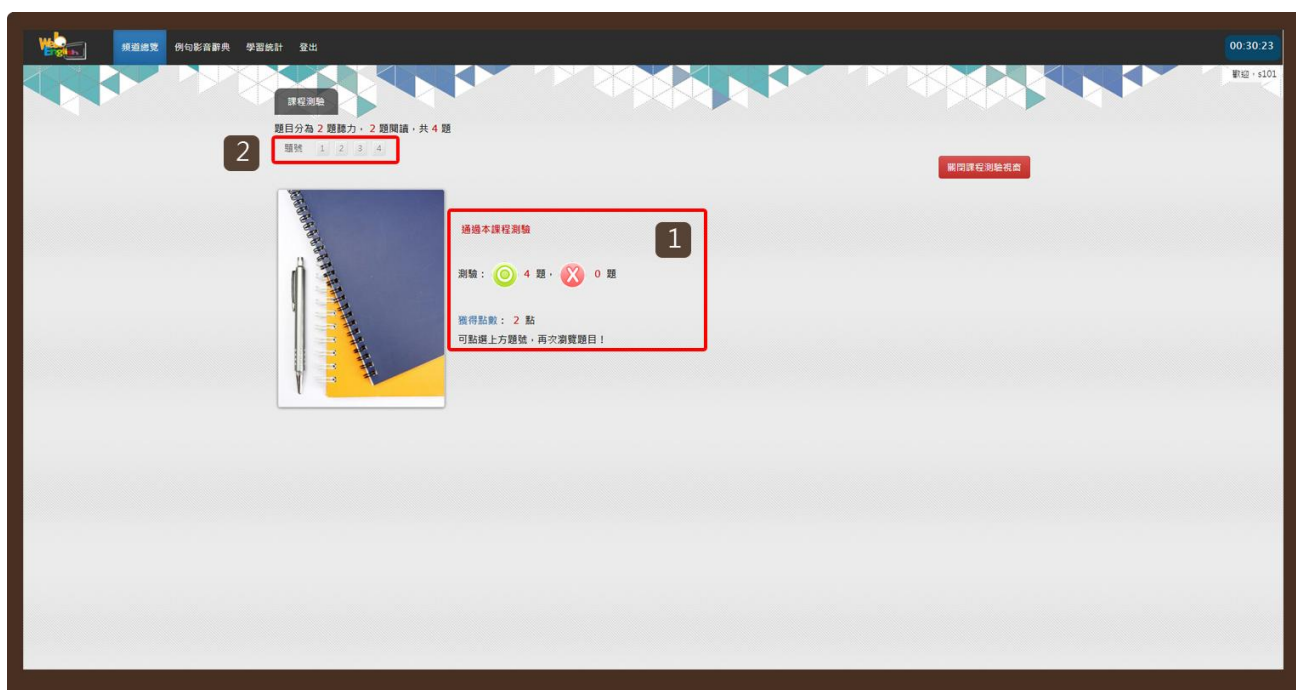 Web English
頻道總覽 例句影音辭典 學習統計 登出
00:30:23
歡迎，s101
課程測驗
題目分為 2 題聽力， 2 題閱讀，共 4 題
2
題號 1 2 3 4
關閉課程測驗視窗
通過本課程測驗
1
測驗： 4 題， X 0 題
獲得點數： 2 點
可點選上方題號，再次瀏覽題目！